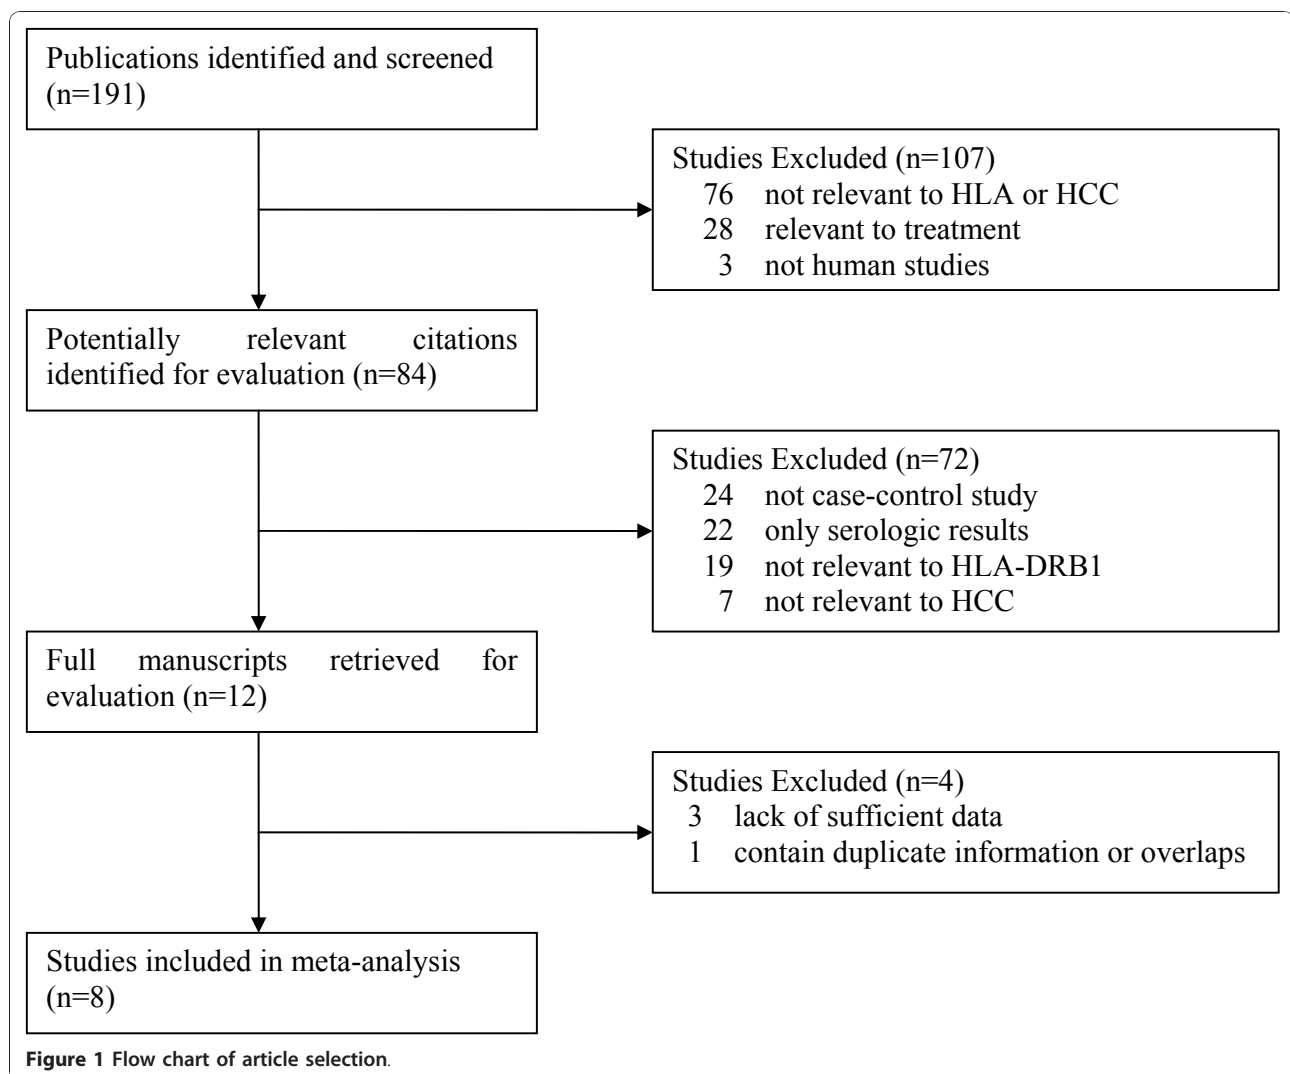 Publications identified and screened
(n=191)
Studies Excluded (n=107)
76 not relevant to HLA or HCC
28 relevant to treatment
3 not human studies
Potentially relevant citations
identified for evaluation (n=84)
Studies Excluded (n=72)
24 not case-control study
22 only serologic results
19 not relevant to HLA-DRB1
7 not relevant to HCC
Full manuscripts retrieved for
evaluation (n=12)
Studies Excluded (n=4)
3 lack of sufficient data
1 contain duplicate information or overlaps
Studies included in meta-analysis
(n=8)
Figure 1 Flow chart of article selection.